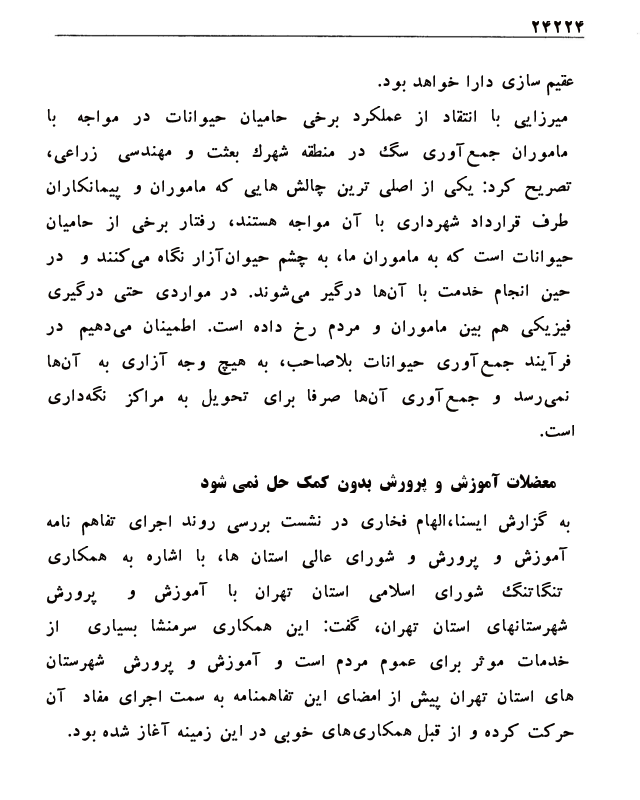 ۲۴۲۲۴
عقیم سازی دارا خواهد بود.
میرزایی با انتقاد از عملکرد برخی حامیان حیوانات در مواجه با
ماموران جمع‌آوری سگ در منطقه شهرک بعثت و مهندسی زراعی،
تصریح کرد: یکی از اصلی ترین چالش هایی که ماموران و پیمانکاران
طرف قرارداد شهرداری با آن مواجه هستند، رفتار برخی از حامیان
حیوانات است که به ماموران ما، به چشم حیوان‌آزار نگاه می‌کنند و در
حین انجام خدمت با آن‌ها درگیر می‌شوند. در مواردی حتی درگیری
فیزیکی هم بین ماموران و مردم رخ داده است. اطمینان می‌دهیم در
فرآیند جمع‌آوری حیوانات بلاصاحب، به هیچ وجه آزاری به آن‌ها
نمی‌رسد و جمع‌آوری آن‌ها صرفا برای تحویل به مراکز نگه‌داری
است.
معضلات آموزش و پرورش بدون کمک حل نمی شود
به گزارش ایسنا،الهام فخاری در نشست بررسی روند اجرای تفاهم نامه
آموزش و پرورش و شورای عالی استان ها، با اشاره به همکاری
تنگاتنگ شورای اسلامی استان تهران با آموزش و پرورش
شهرستانهای استان تهران، گفت: این همکاری سرمنشا بسیاری از
خدمات موثر برای عموم مردم است و آموزش و پرورش شهرستان
های استان تهران پیش از امضای این تفاهمنامه به سمت اجرای مفاد آن
حرکت کرده و از قبل همکاری‌های خوبی در این زمینه آغاز شده بود.